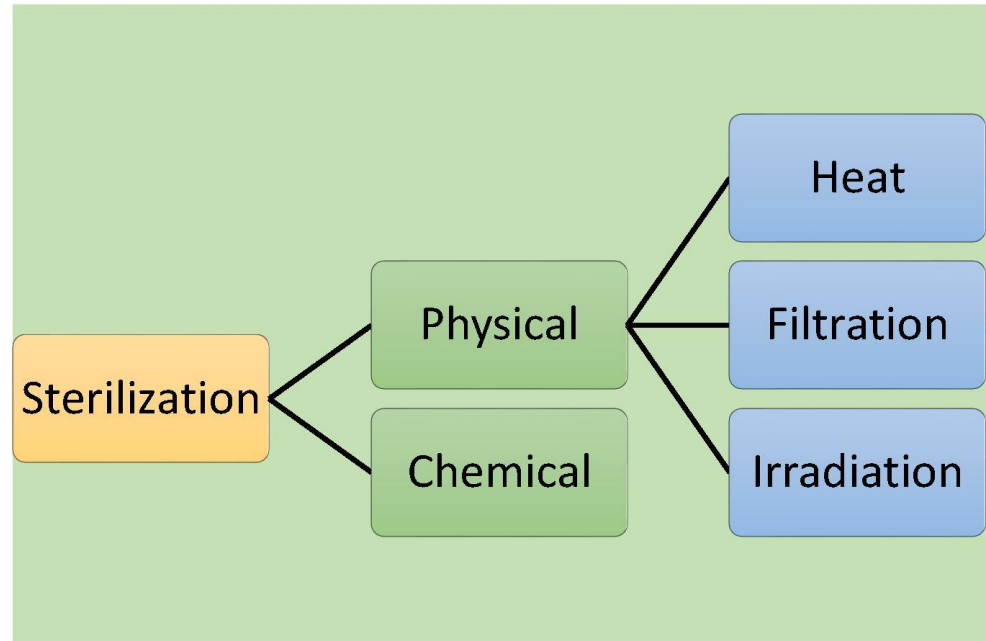 Sterilization
Physical
Chemical
Heat
Filtration
Irradiation